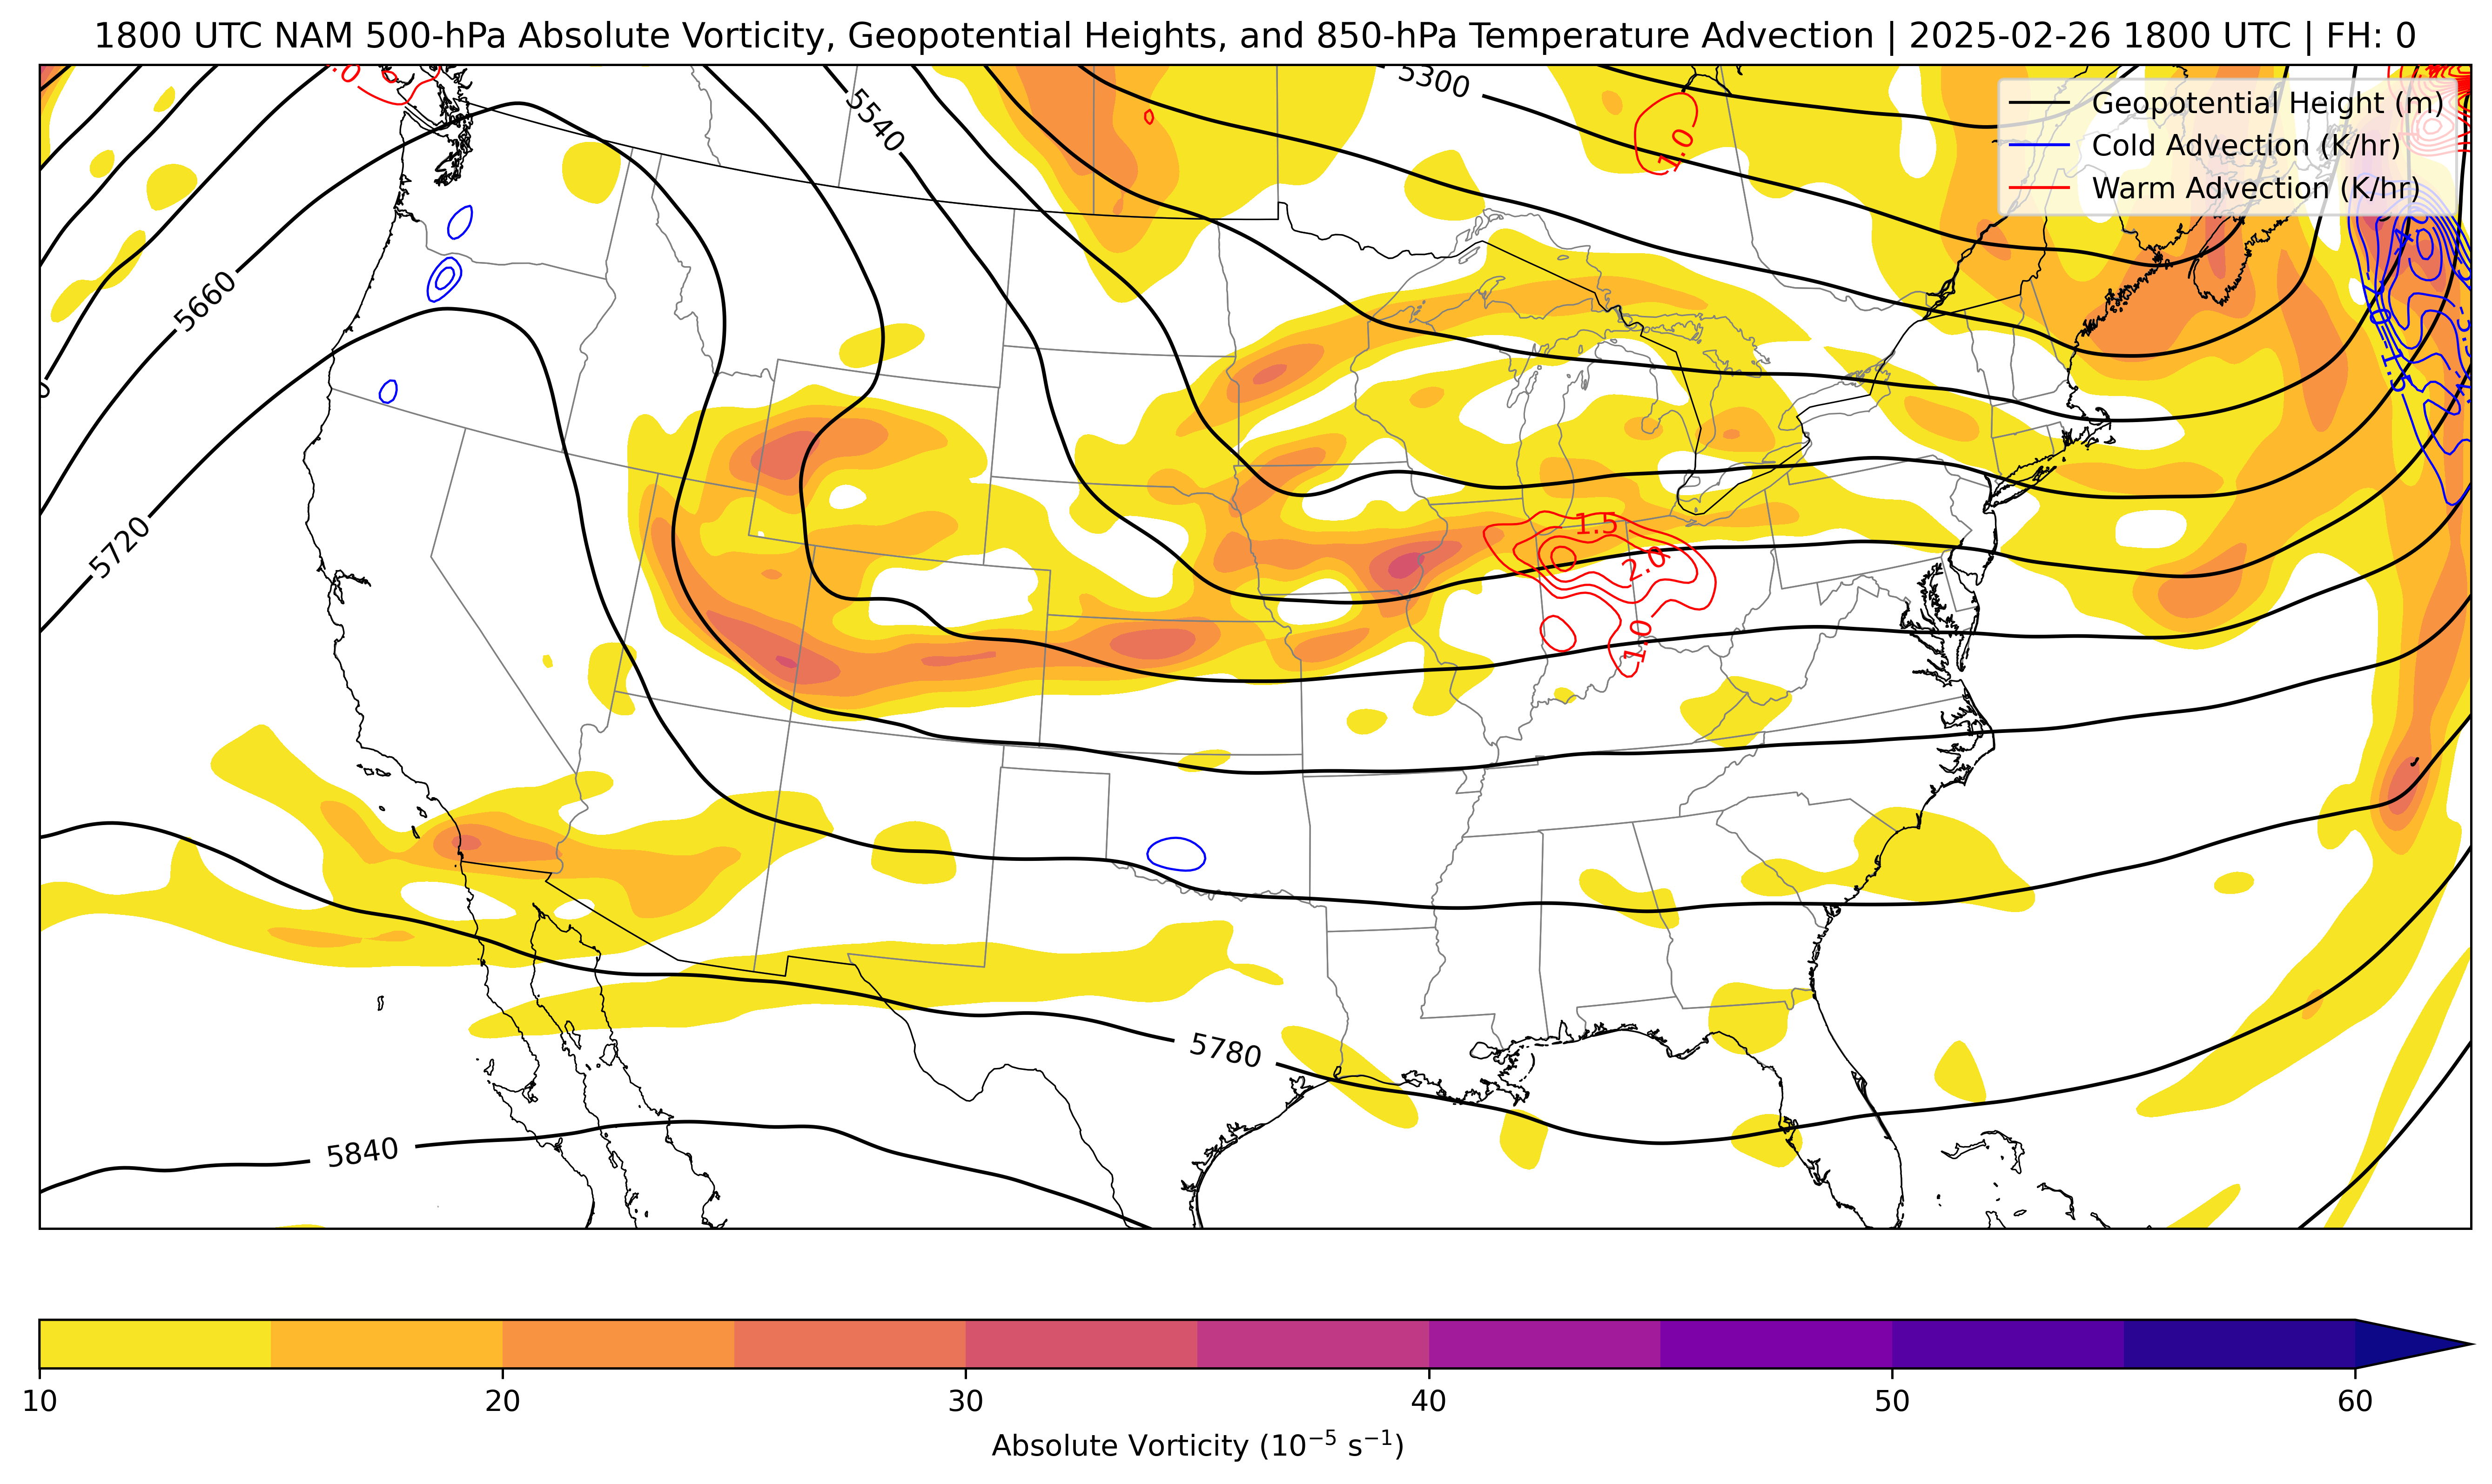 1800 UTC NAM 500-hPa Absolute Vorticity, Geopotential Heights, and 850-hPa Temperature Advection | 2025-02-26 1800 UTC | FH: 0
Geopotential Height (m)
Cold Advection (K/hr)
Warm Advection (K/hr)
5300
5540
1.0
5660
5720
1.5
2.0
1.0
5780
5840
10 20 30 40 50 60
Absolute Vorticity (10⁻⁵ s⁻¹)